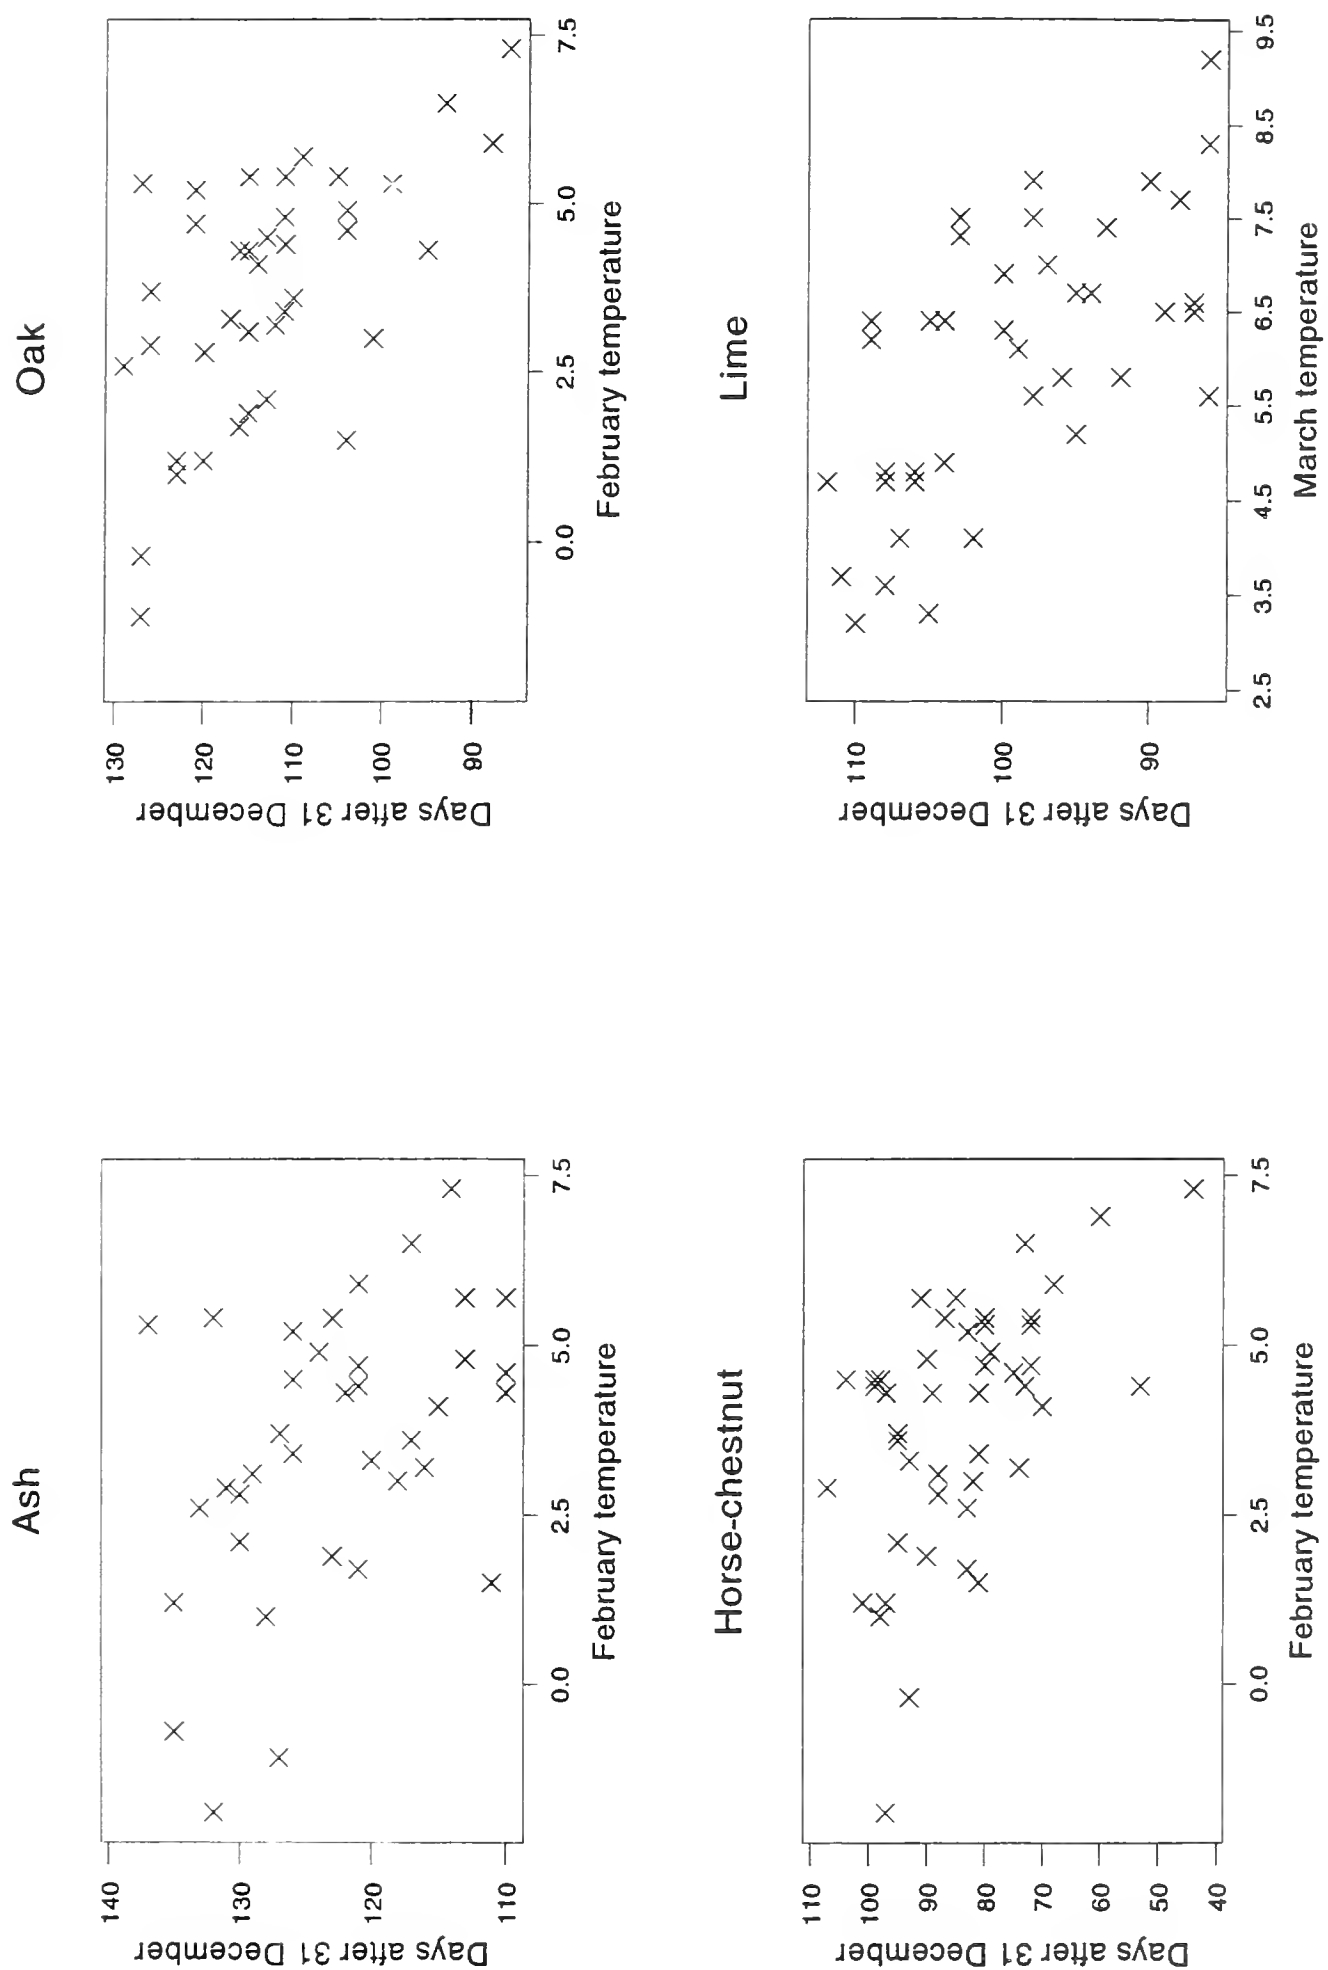 Ash
Days after 31 December
140
130
120
110
0.0 2.5 5.0 7.5
February temperature
Oak
Days after 31 December
130
120
110
100
90
0.0 2.5 5.0 7.5
February temperature
Horse-chestnut
Days after 31 December
110
100
90
80
70
60
50
40
0.0 2.5 5.0 7.5
February temperature
Lime
Days after 31 December
110
100
90
2.5 3.5 4.5 5.5 6.5 7.5 8.5 9.5
March temperature